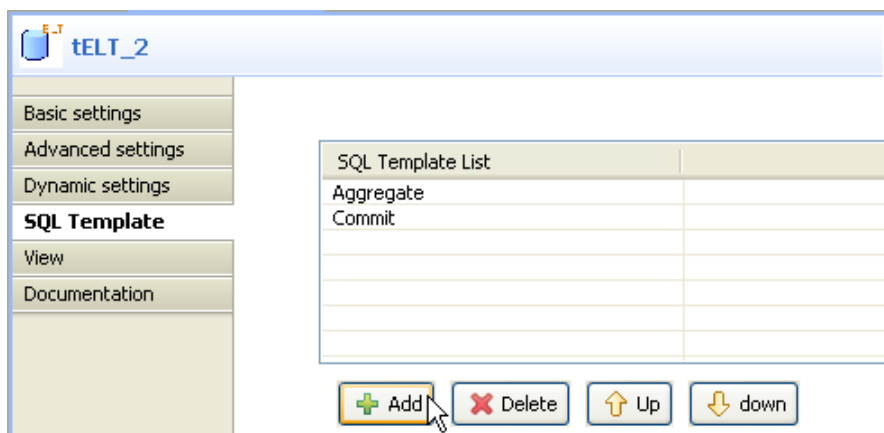 E_T
tELT_2
Basic settings
Advanced settings
Dynamic settings
SQL Template
View
Documentation
SQL Template List
Aggregate
Commit
Add
Delete
Up
down